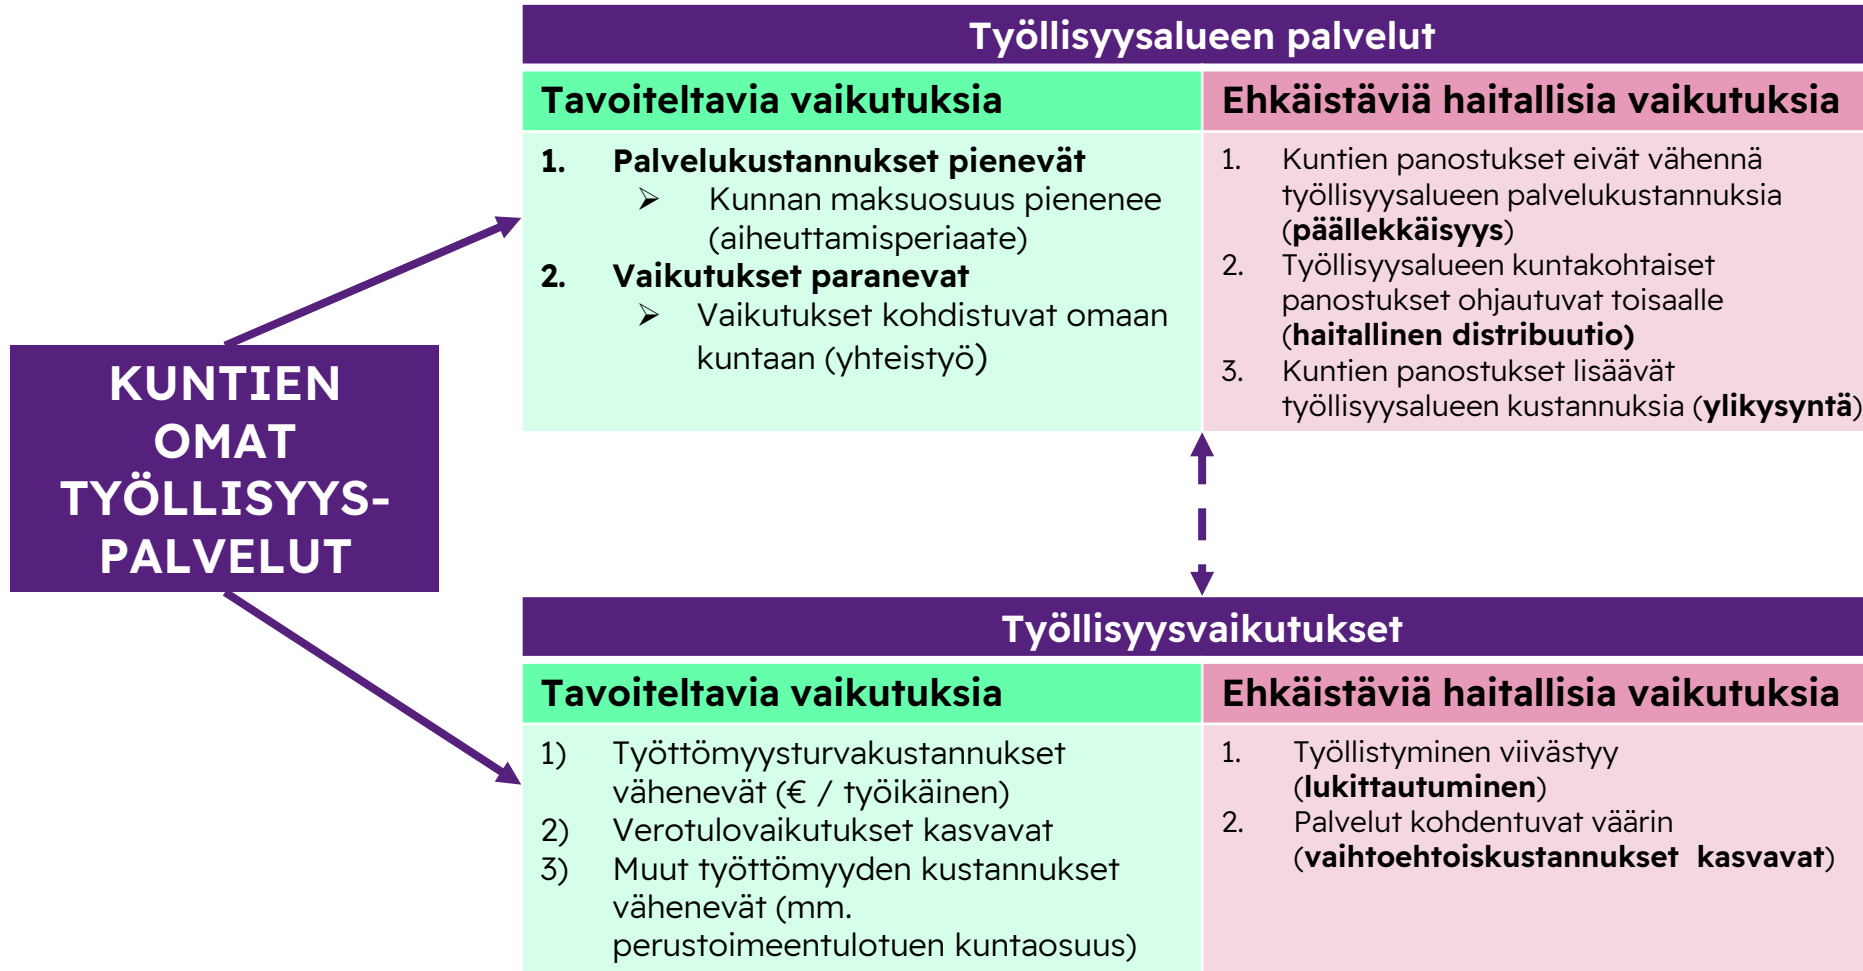 KUNTIEN
OMAT
TYÖLLISYYS-
PALVELUT
Työllisyysalueen palvelut
Tavoiteltavia vaikutuksia
1. Palvelukustannukset pienevät
➢ Kunnan maksuosuus pienenee
(aiheuttamisperiaate)
2. Vaikutukset paranevat
➢ Vaikutukset kohdistuvat omaan
kuntaan (yhteistyö)
Ehkäistäviä haitallisia vaikutuksia
1. Kuntien panostukset eivät vähennä
työllisyysalueen palvelukustannuksia
(päällekkäisyys)
2. Työllisyysalueen kuntakohtaiset
panostukset ohjautuvat toisaalle
(haitallinen distribuutio)
3. Kuntien panostukset lisäävät
työllisyysalueen kustannuksia (ylikysyntä)
Työllisyysvaikutukset
Tavoiteltavia vaikutuksia
1) Työttömyysturvakustannukset
vähenevät (€ / työikäinen)
2) Verotulovaikutukset kasvavat
3) Muut työttömyyden kustannukset
vähenevät (mm.
perustoimeentulotuen kuntaosuus)
Ehkäistäviä haitallisia vaikutuksia
1. Työllistyminen viivästyy
(lukittautuminen)
2. Palvelut kohdentuvat väärin
(vaihtoehtoiskustannukset kasvavat)